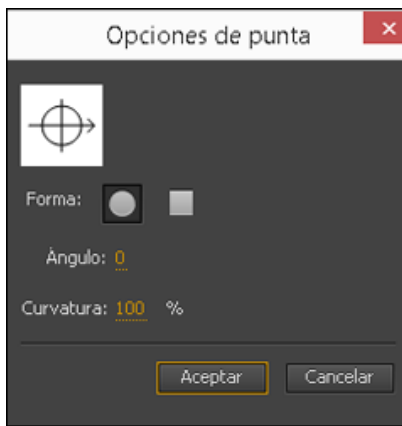 Opciones de punta
Forma:
Ángulo: 0
Curvatura: 100 %
Aceptar Cancelar